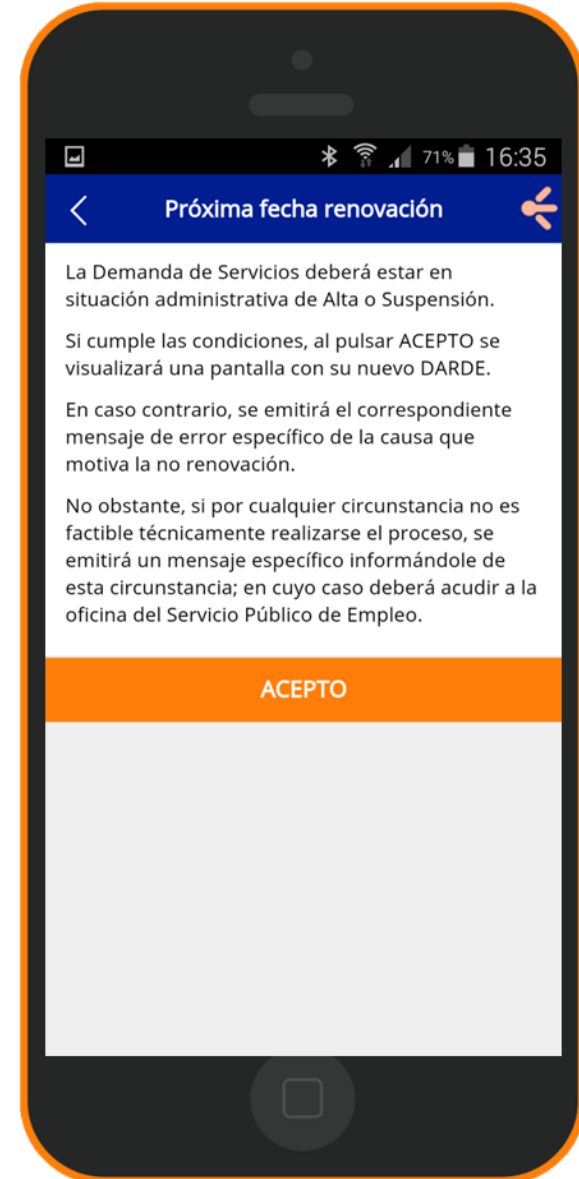 71% 16:35
Próxima fecha renovación
La Demanda de Servicios deberá estar en
situación administrativa de Alta o Suspensión.
Si cumple las condiciones, al pulsar ACEPTO se
visualizará una pantalla con su nuevo DARDE.
En caso contrario, se emitirá el correspondiente
mensaje de error específico de la causa que
motiva la no renovación.
No obstante, si por cualquier circunstancia no es
factible técnicamente realizarse el proceso, se
emitirá un mensaje específico informándole de
esta circunstancia; en cuyo caso deberá acudir a la
oficina del Servicio Público de Empleo.
ACEPTO